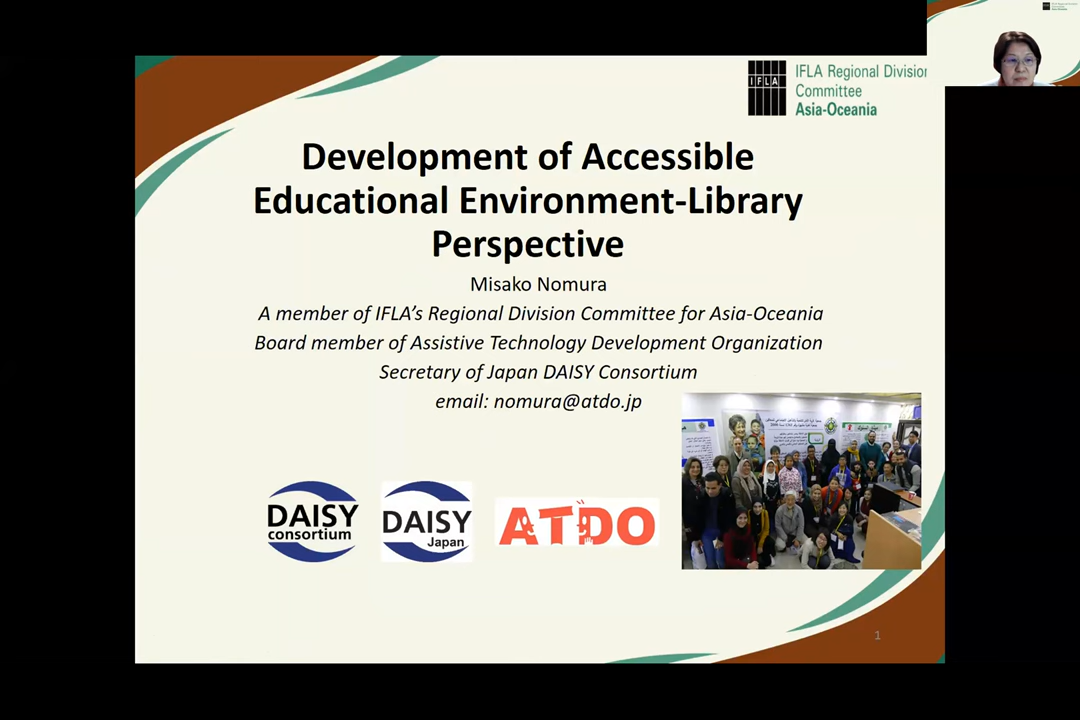 IFLA
IFLA Regional Division
Committee
Asia-Oceania
Development of Accessible
Educational Environment-Library
Perspective
Misako Nomura
A member of IFLA's Regional Division Committee for Asia-Oceania
Board member of Assistive Technology Development Organization
Secretary of Japan DAISY Consortium
email: nomura@atdo.jp
DAISY
consortium
DAISY
Japan
ATDO
1